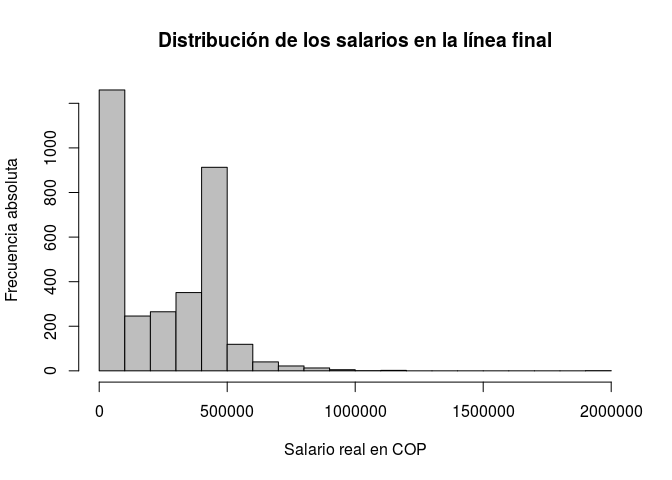 Distribución de los salarios en la línea final
Frecuencia absoluta
1000
800
600
400
200
0
0 500000 1000000 1500000 2000000
Salario real en COP